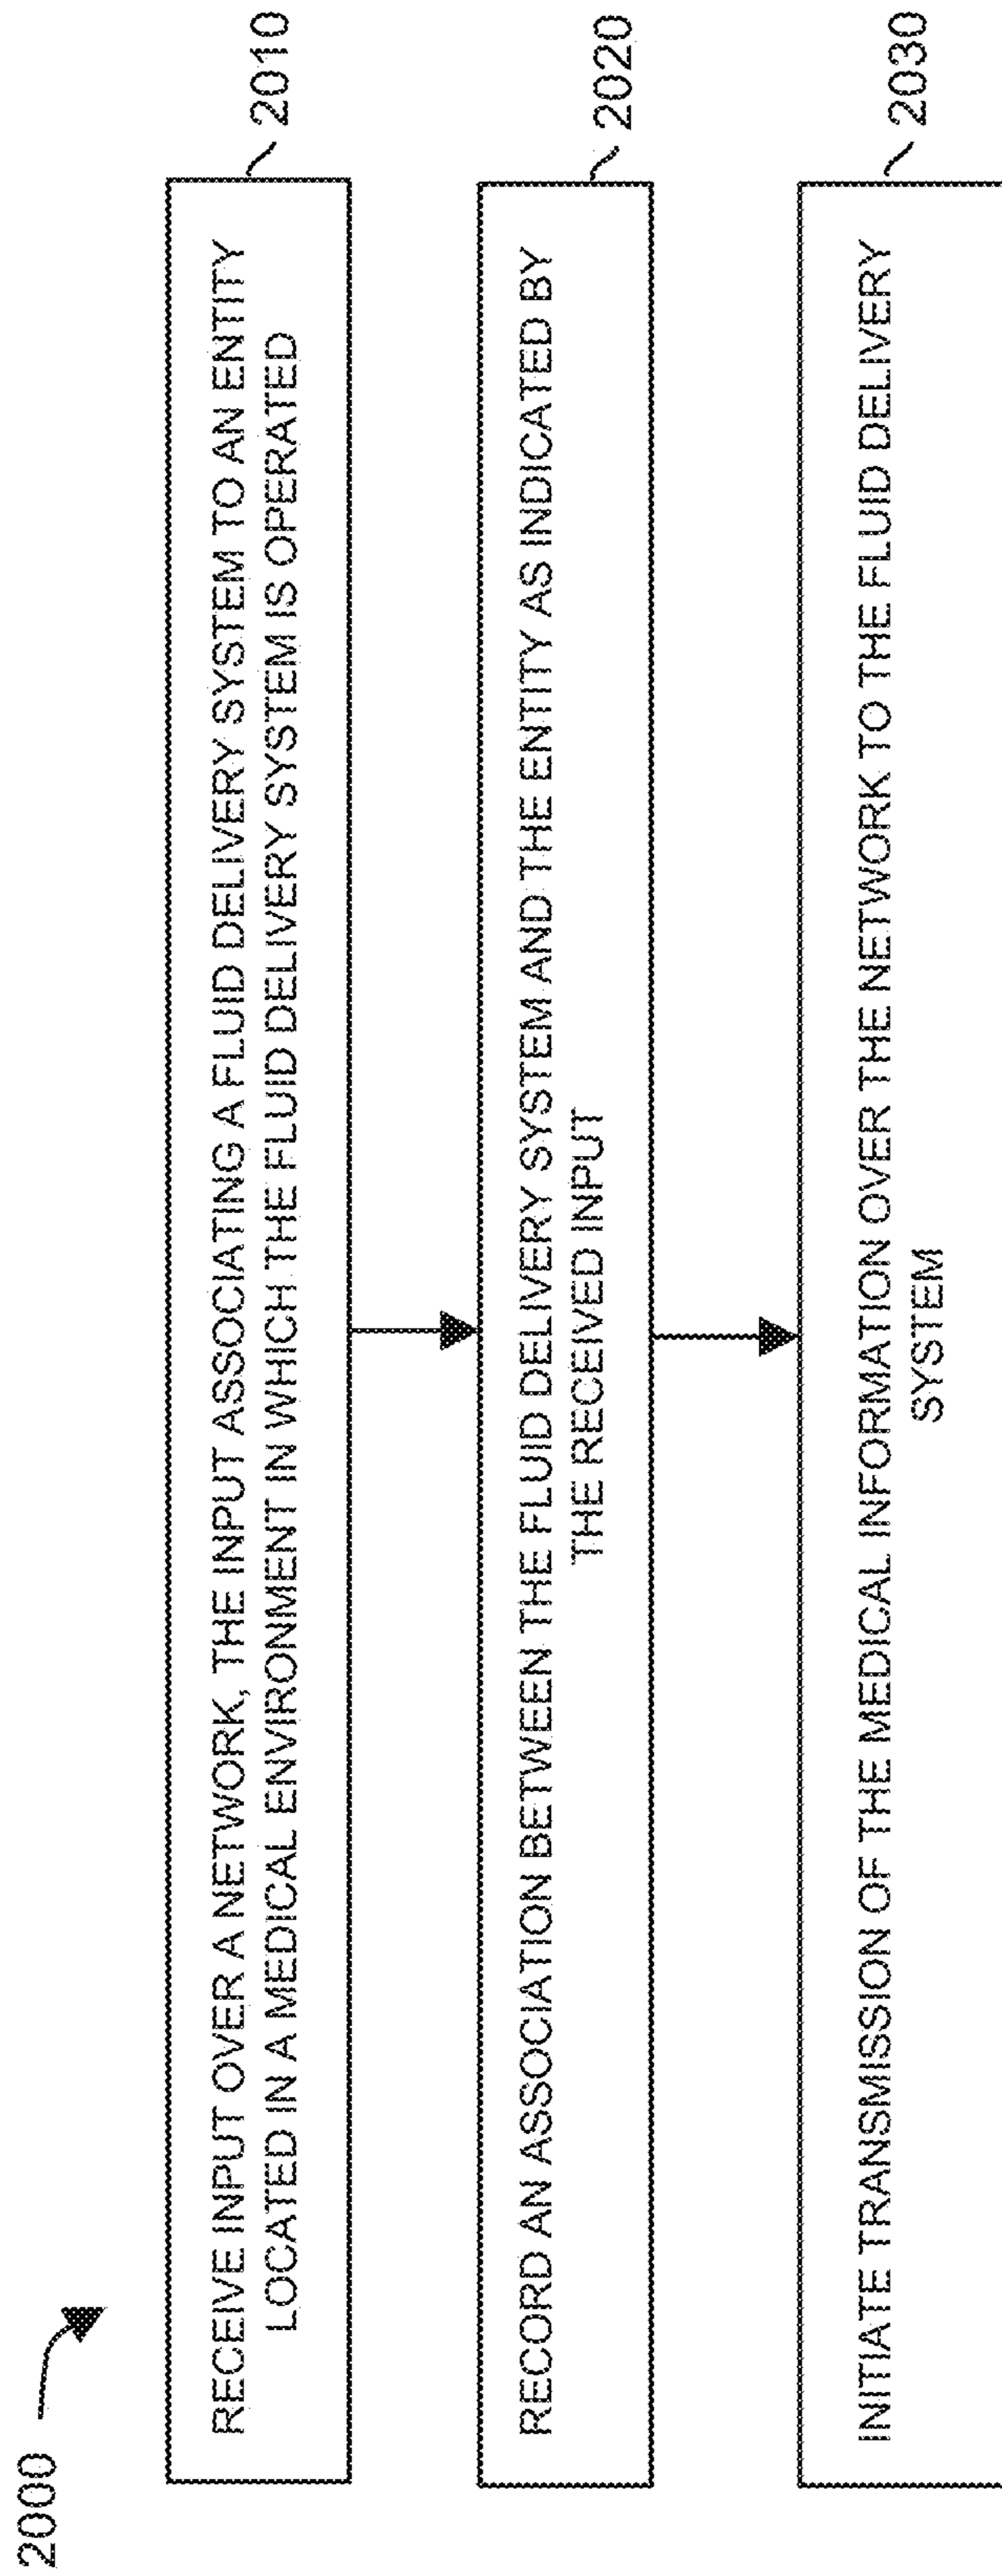 2000
RECEIVE INPUT OVER A NETWORK, THE INPUT ASSOCIATING A FLUID DELIVERY SYSTEM TO AN ENTITY
LOCATED IN A MEDICAL ENVIRONMENT IN WHICH THE FLUID DELIVERY SYSTEM IS OPERATED
2010
RECORD AN ASSOCIATION BETWEEN THE FLUID DELIVERY SYSTEM AND THE ENTITY AS INDICATED BY
THE RECEIVED INPUT
2020
INITIATE TRANSMISSION OF THE MEDICAL INFORMATION OVER THE NETWORK TO THE FLUID DELIVERY
SYSTEM
2030